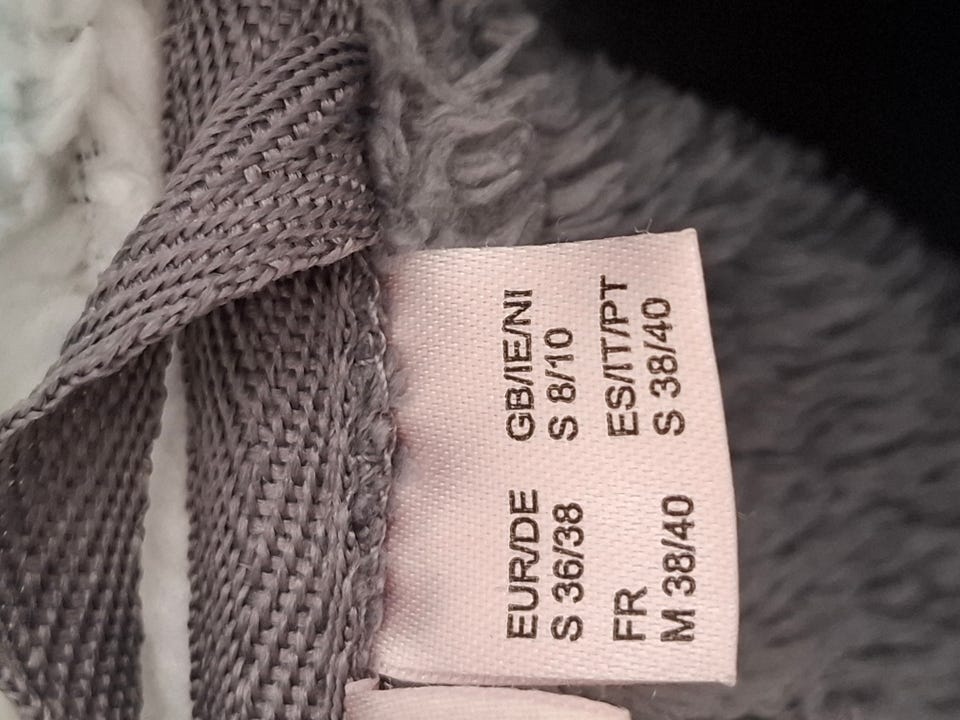 EUR/DE GB/IE/NI
S 36/38 S 8/10
FR ES/IT/PT
M 38/40 S 38/40